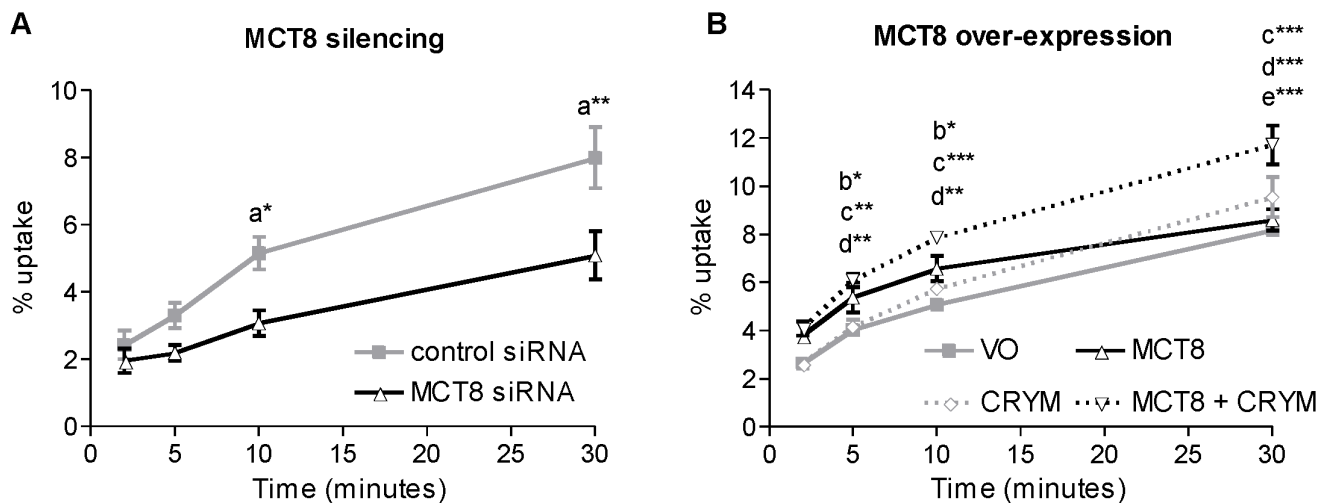 A
MCT8 silencing
10
8
6
4
2
0
% uptake
a*
a**
control siRNA
MCT8 siRNA
0 5 10 15 20 25 30
Time (minutes)
B
MCT8 over-expression
14
12
10
8
6
4
2
0
% uptake
b*
c**
d**
b*
c***
d**
c***
d***
e***
VO
MCT8
CRYM
MCT8 + CRYM
0 5 10 15 20 25 30
Time (minutes)